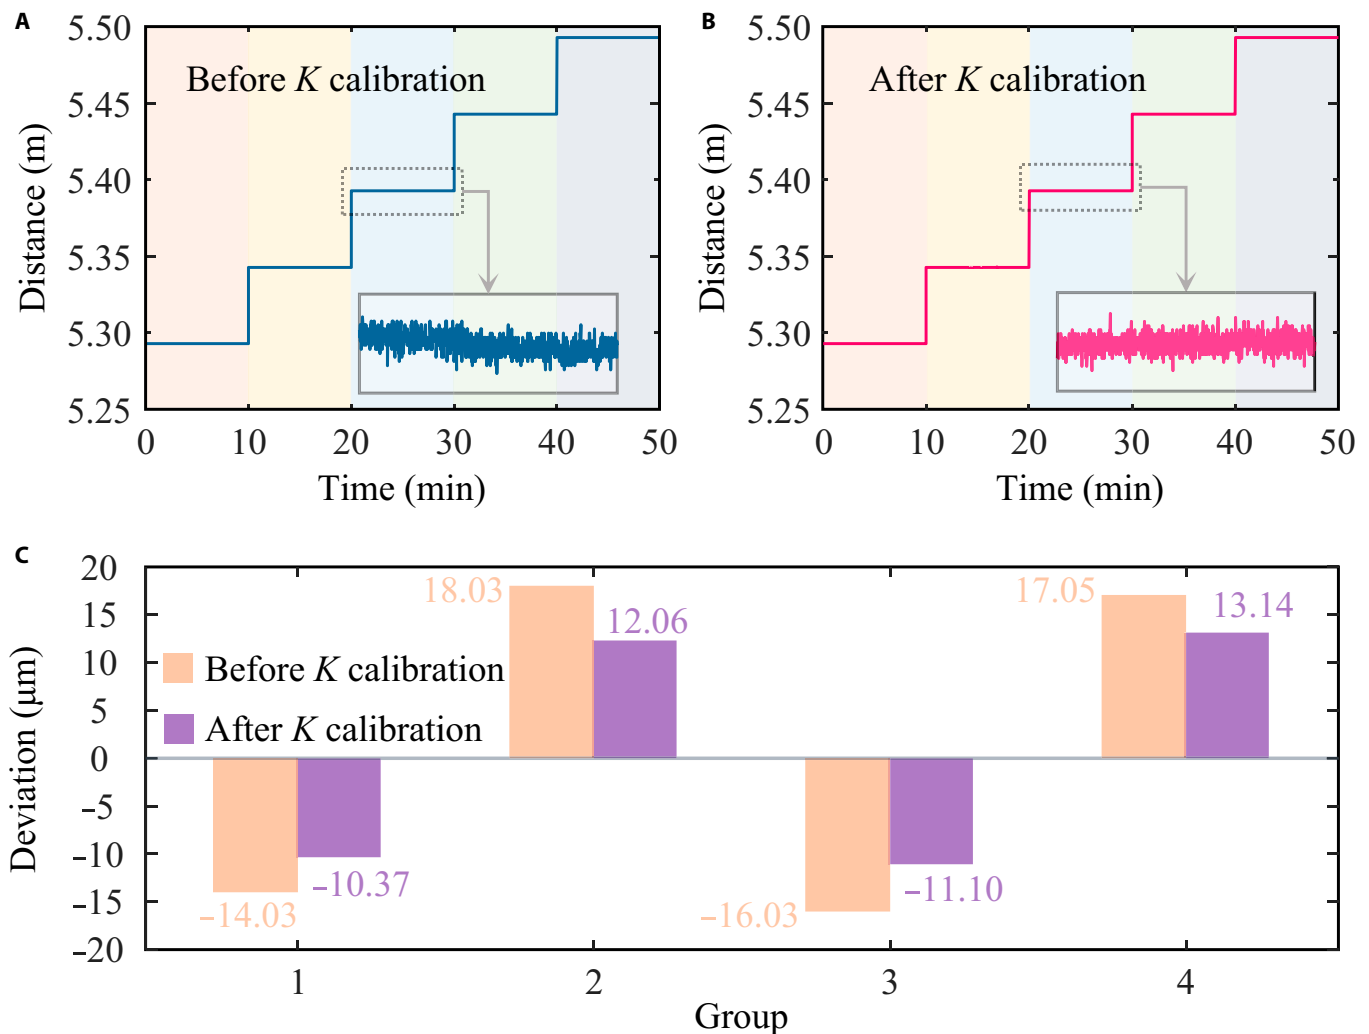 A
5.50
5.45
5.40
5.35
5.30
5.25
Distance (m)
Before K calibration
0 10 20 30 40 50
Time (min)
B
5.50
5.45
5.40
5.35
5.30
5.25
Distance (m)
After K calibration
0 10 20 30 40 50
Time (min)
C
20
15
10
5
0
−5
−10
−15
−20
Deviation (μm)
18.03
12.06
17.05
13.14
Before K calibration
After K calibration
−14.03
−10.37
−16.03
−11.10
1 2 3 4
Group